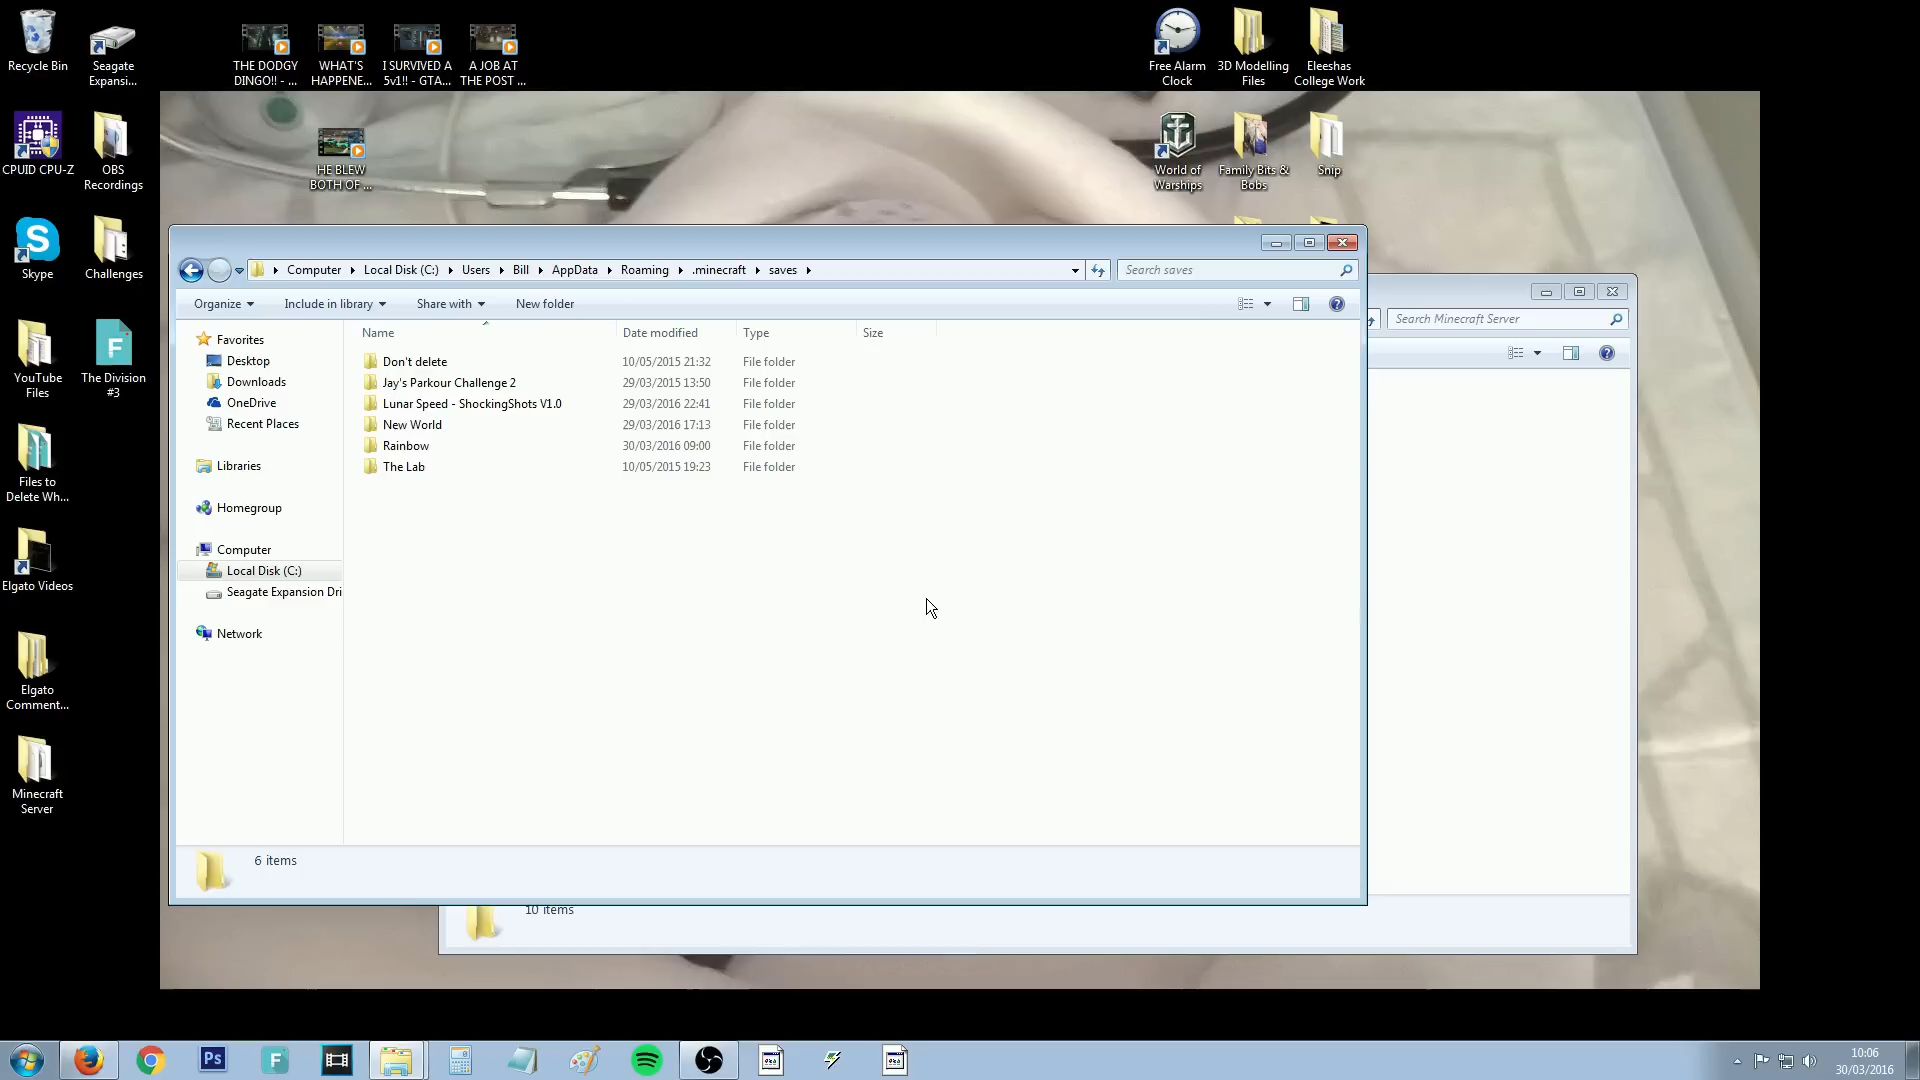 Recycle Bin
Seagate
Expansi...
THE DODGY
DINGO!! - ...
WHAT'S
HAPPENE...
I SURVIVED A
5v1!! - GTA...
A JOB AT
THE POST ...
Free Alarm
Clock
3D Modelling
Files
Eleeshas
College Work
CPUID CPU-Z
OBS
Recordings
HE BLEW
BOTH OF ...
World of
Warships
Family Bits &
Bobs
Snip
Skype
Challenges
YouTube
Files
The Division
#3
Files to
Delete Wh...
Elgato Videos
Elgato
Comment...
Minecraft
Server
Computer Local Disk (C:) Users Bill AppData Roaming .minecraft saves
Search saves
Organize Include in library Share with New folder
Name Date modified Type Size
Favorites
Desktop
Downloads
OneDrive
Recent Places
Libraries
Homegroup
Computer
Local Disk (C:)
Seagate Expansion Dri
Network
Don't delete 10/05/2015 21:32 File folder
Jay's Parkour Challenge 2 29/03/2015 13:50 File folder
Lunar Speed - ShockingShots V1.0 29/03/2016 22:41 File folder
New World 29/03/2016 17:13 File folder
Rainbow 30/03/2016 09:00 File folder
The Lab 10/05/2015 19:23 File folder
6 items
Search Minecraft Server
10 items
Ps
F
10:06
30/03/2016